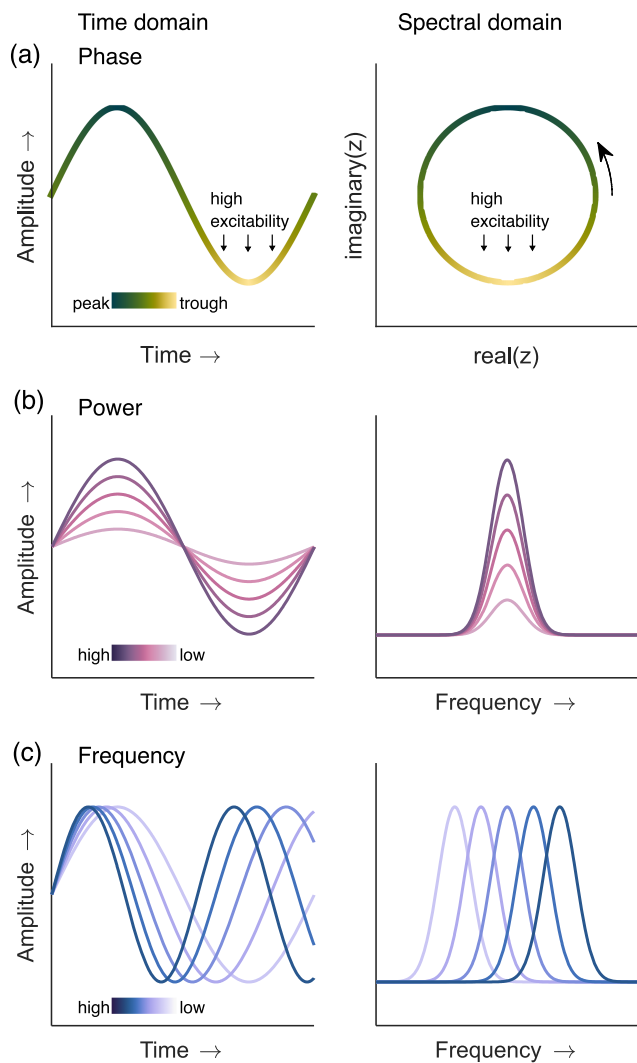 Time domain
Spectral domain
(a) Phase
Amplitude →
high
excitability
↓ ↓ ↓
peak trough
Time →
imaginary(z)
high
excitability
↓ ↓ ↓
real(z)
(b) Power
Amplitude →
high low
Time →
Frequency →
(c) Frequency
Amplitude →
high low
Time →
Frequency →